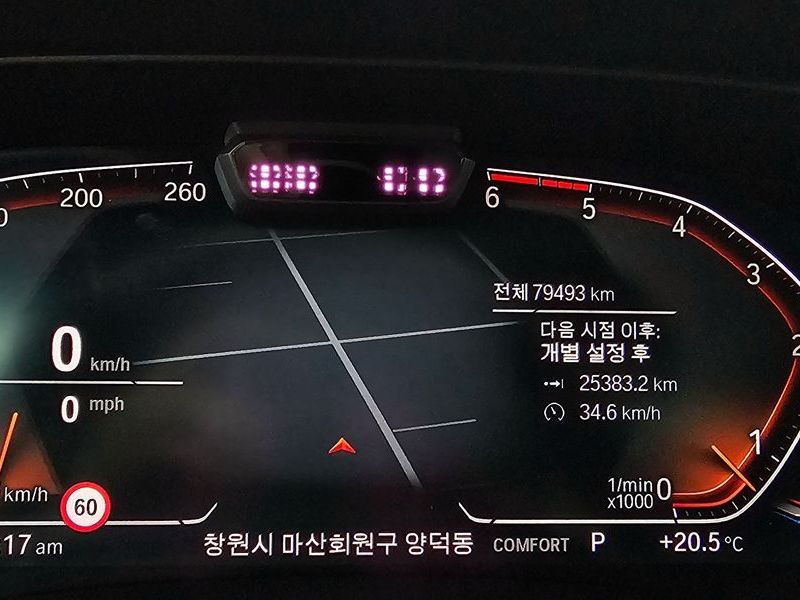 200
260
6
5
4
3
2
1
0
전체 79493 km
다음 시점 이후:
개별 설정 후
25383.2 km
34.6 km/h
0 km/h
0 mph
1/min
x1000
km/h
60
17 am
창원시 마산회원구 양덕동
COMFORT P +20.5 °C